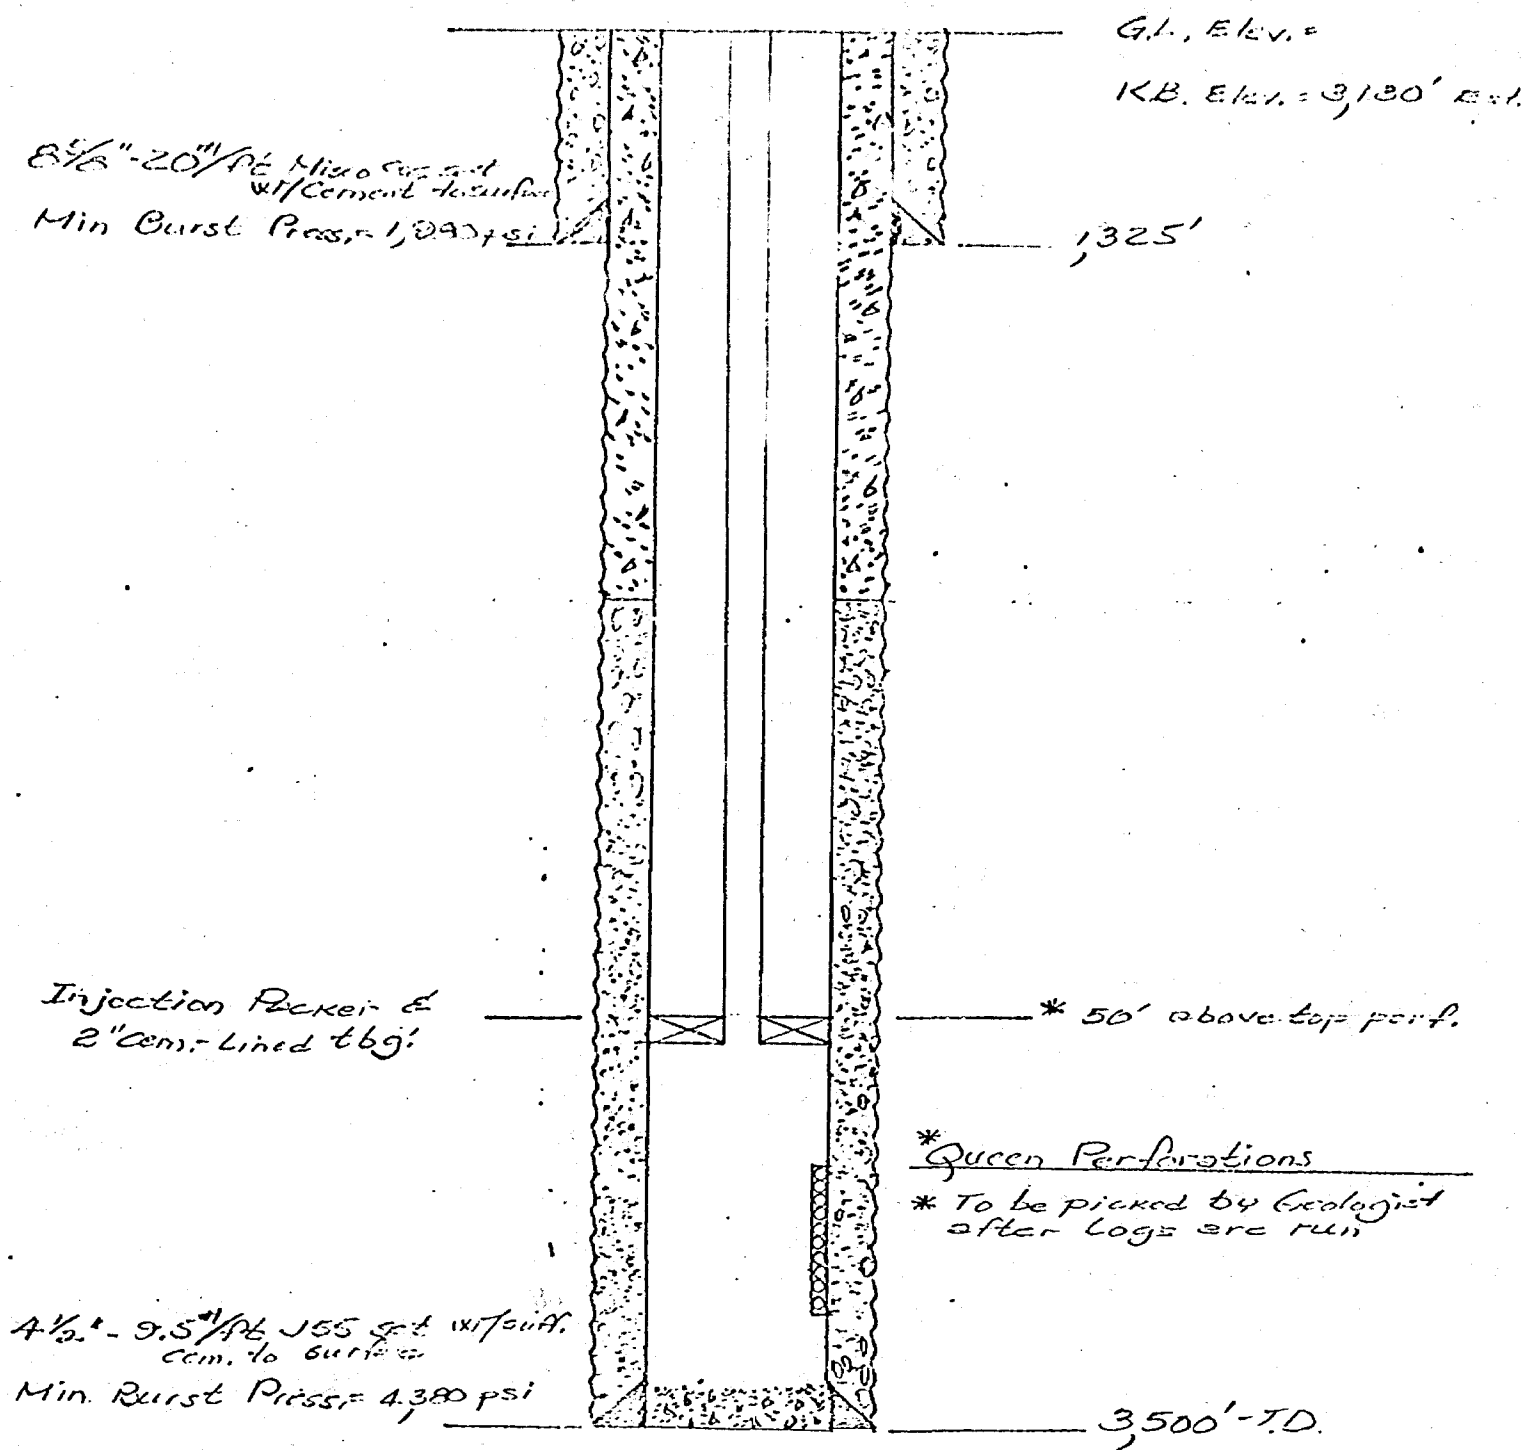 G.L. Elev. =
K.B. Elev. = 3,180' Est.
8 5/8" - 20#/ft set
w/Cement to surface
Min Burst Press. = psi
1,325'
Injection Packer &
2" Cem.-Lined tbg.
* 50' above top perf.
*Queen Perforations
* To be picked by Geologist
after Logs are run
4 1/2" - 9.5#/ft J55 set w/suff.
cem. to surface
Min. Burst Press. = 4,380 psi
3,500' - T.D.